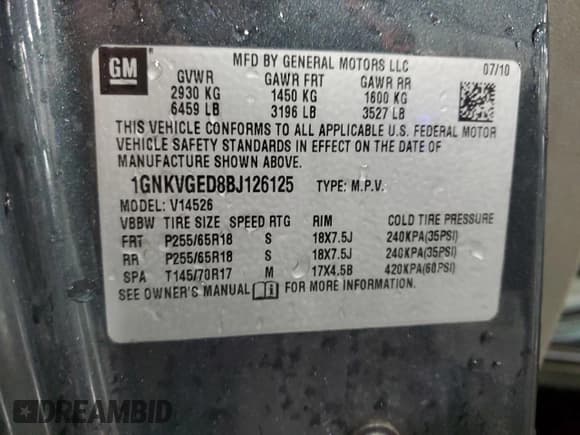 GM
MFD BY GENERAL MOTORS LLC 07/10
GVWR GAWR FRT GAWR RR
2930 KG 1450 KG 1600 KG
6459 LB 3196 LB 3527 LB
THIS VEHICLE CONFORMS TO ALL APPLICABLE U.S. FEDERAL MOTOR
VEHICLE SAFETY STANDARDS IN EFFECT ON THE DATE OF
MANUFACTURE SHOWN ABOVE.
1GNKVGED8BJ126125 TYPE: M.P.V.
MODEL: V14526
VBBW TIRE SIZE SPEED RTG RIM COLD TIRE PRESSURE
FRT P255/65R18 S 18X7.5J 240KPA(35PSI)
RR P255/65R18 S 18X7.5J 240KPA(35PSI)
SPA T145/70R17 M 17X4.5B 420KPA(60PSI)
SEE OWNER'S MANUAL FOR MORE INFORMATION.
DREAMBID